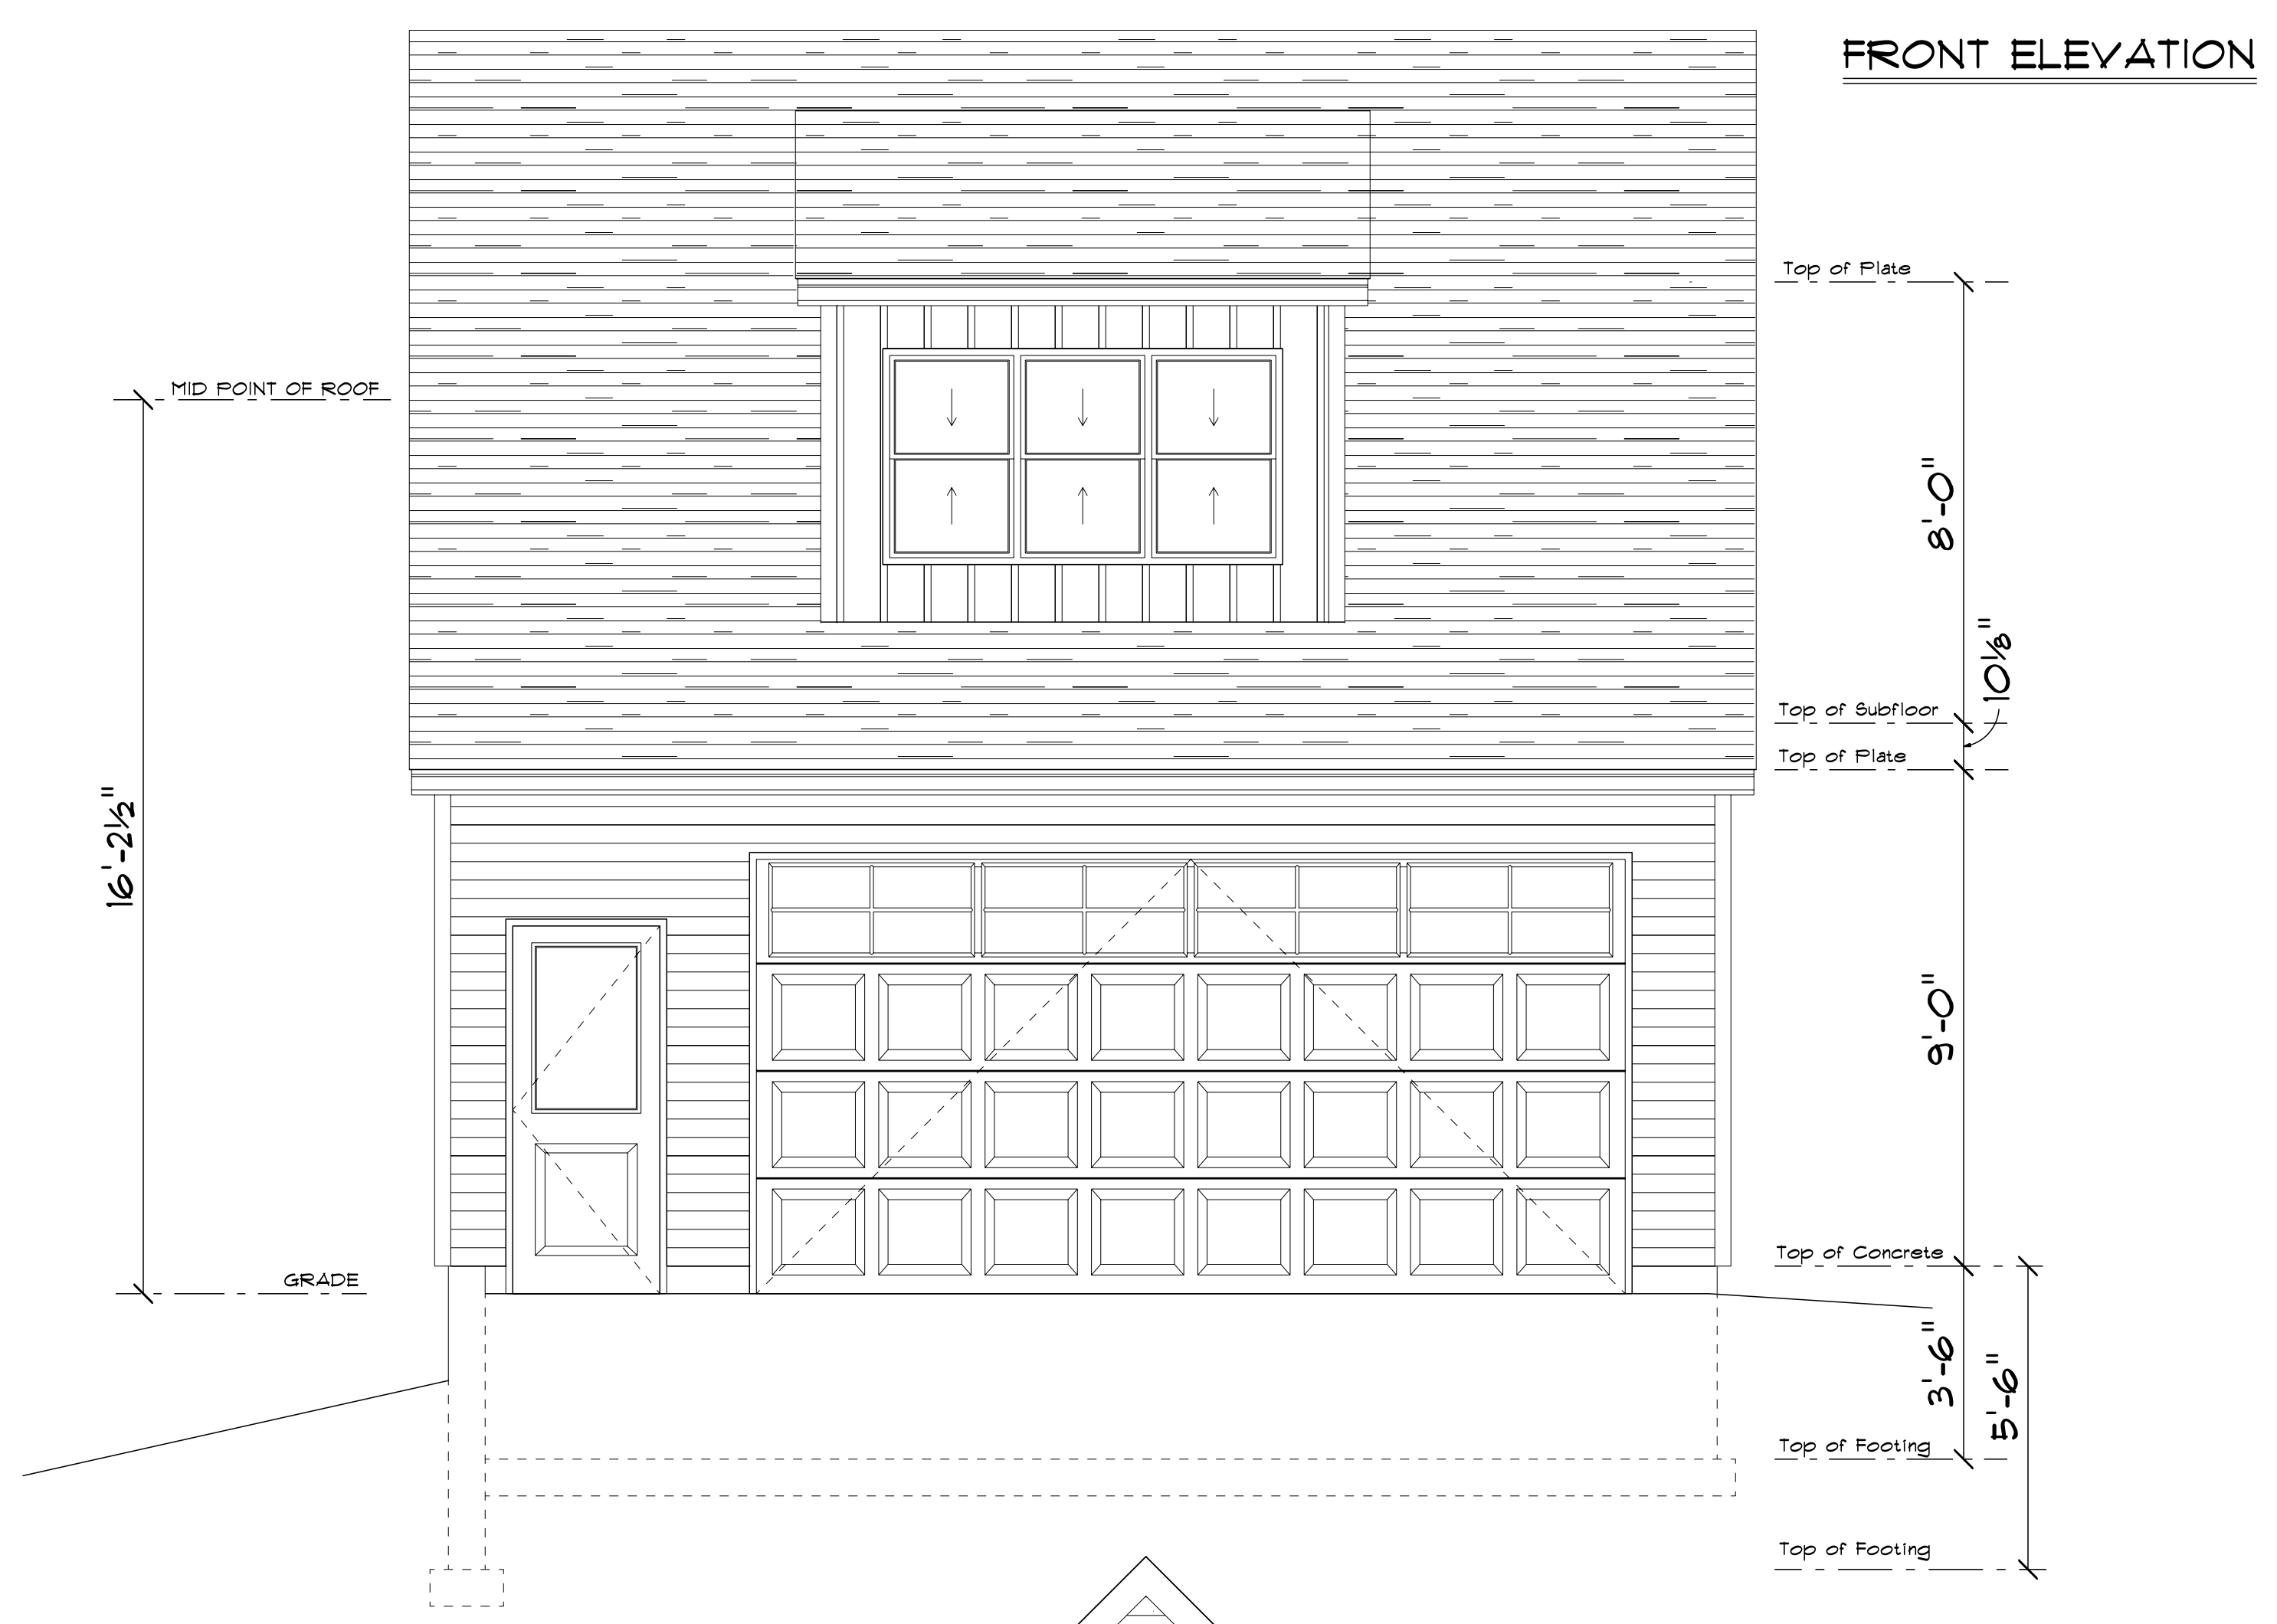 FRONT ELEVATION
Top of Plate
MID POINT OF ROOF
8'-0"
10⅛"
Top of Subfloor
Top of Plate
16'-2½"
9'-0"
Top of Concrete
GRADE
3'-6"
5'-6"
Top of Footing
Top of Footing